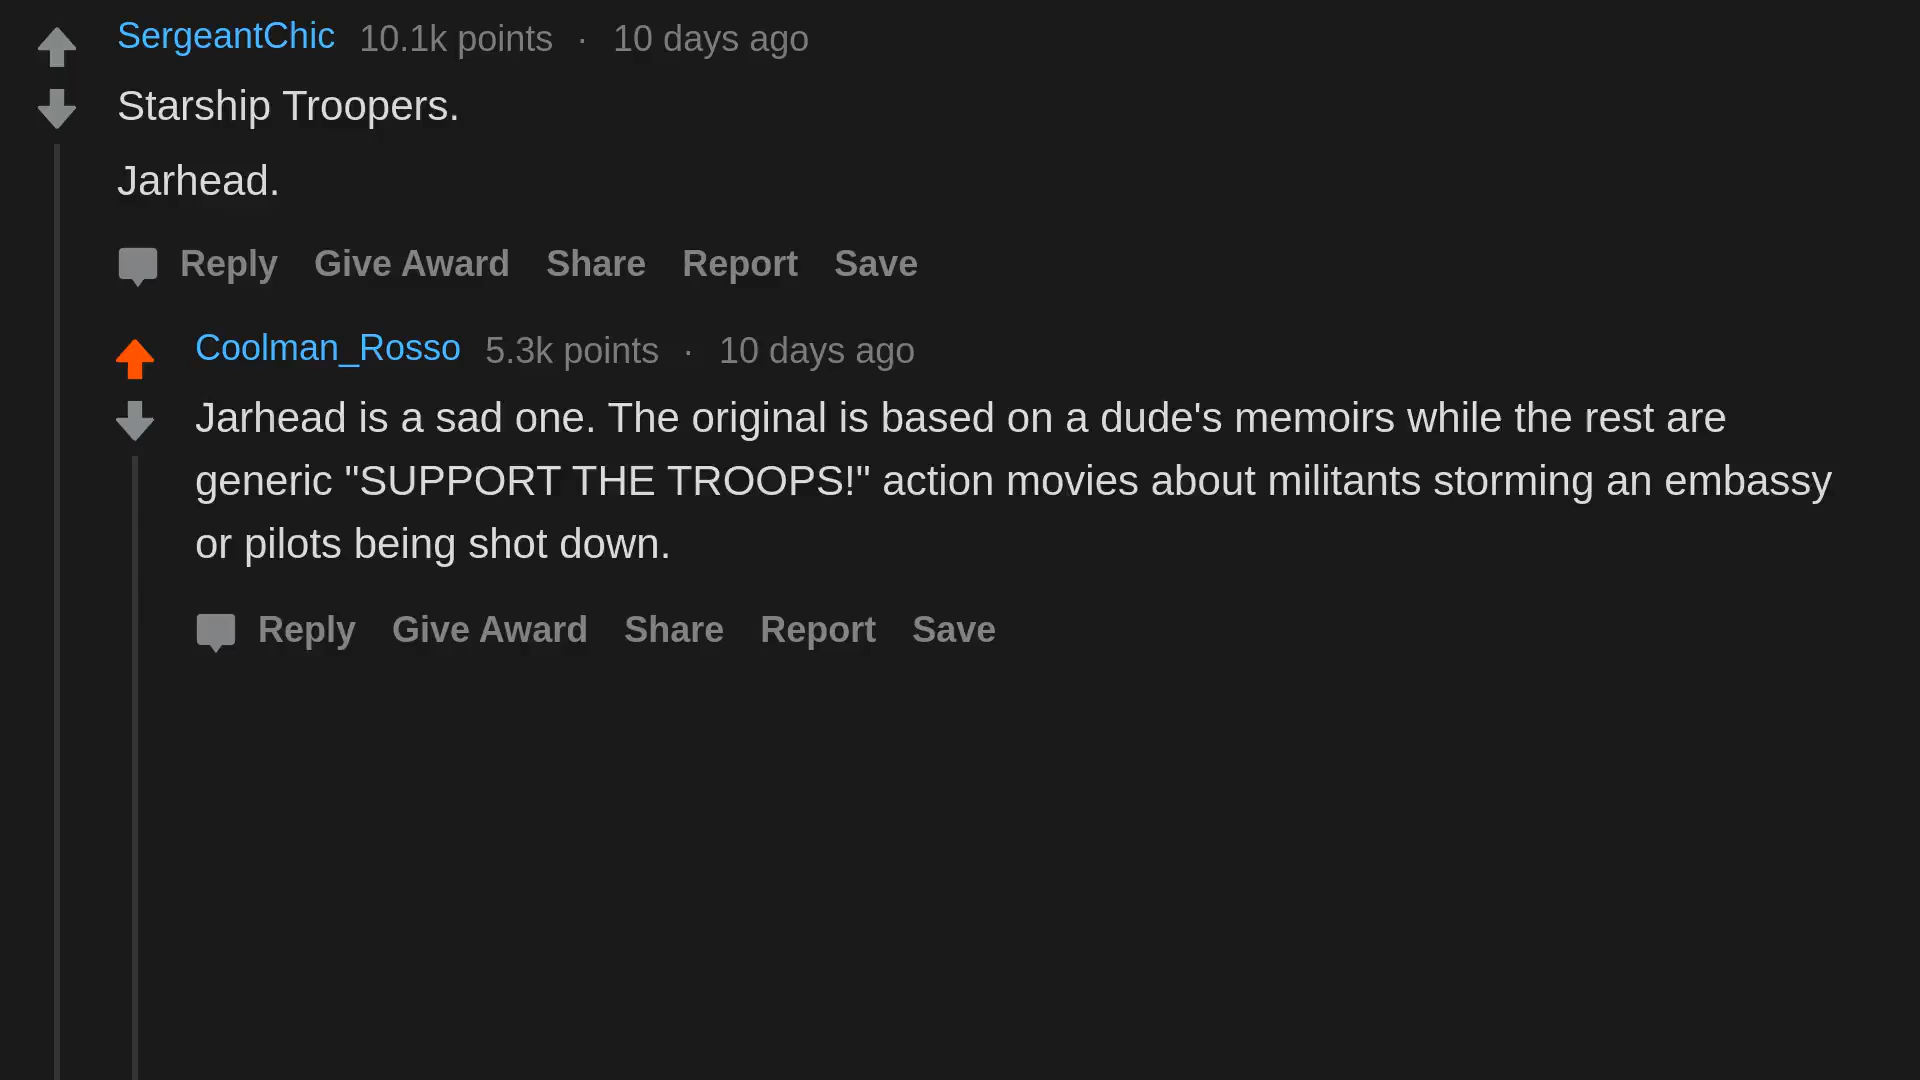 SergeantChic 10.1k points · 10 days ago
Starship Troopers.
Jarhead.
Reply Give Award Share Report Save
Coolman_Rosso 5.3k points · 10 days ago
Jarhead is a sad one. The original is based on a dude's memoirs while the rest are
generic "SUPPORT THE TROOPS!" action movies about militants storming an embassy
or pilots being shot down.
Reply Give Award Share Report Save